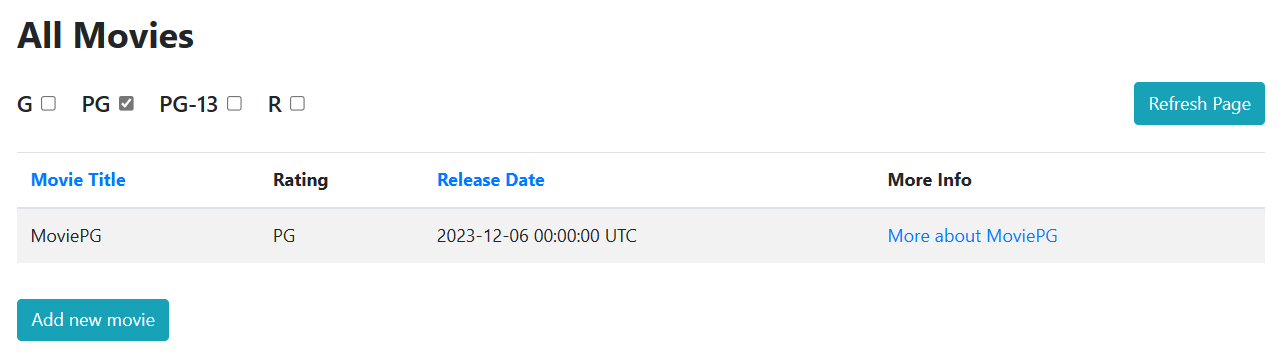 All Movies
G PG PG-13 R Refresh Page
Movie Title Rating Release Date More Info
MoviePG PG 2023-12-06 00:00:00 UTC More about MoviePG
Add new movie